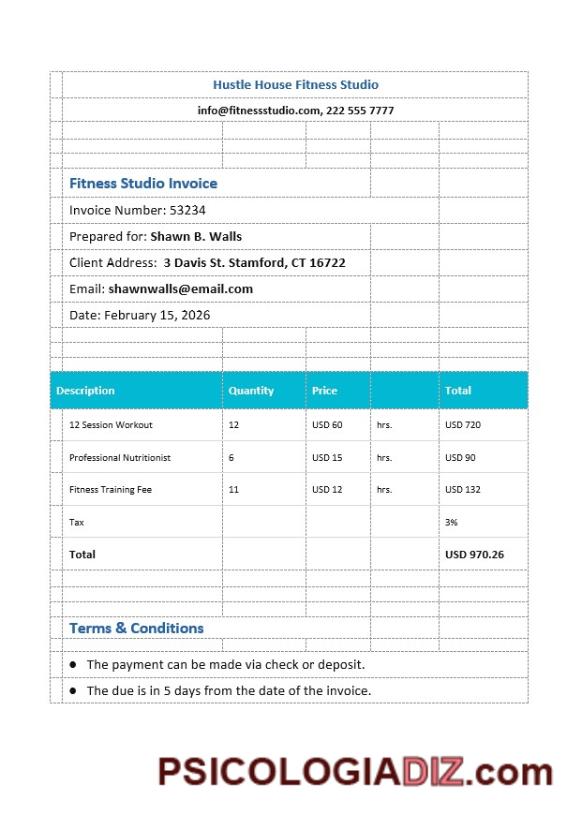 Hustle House Fitness Studio
info@fitnessstudio.com, 222 555 7777
Fitness Studio Invoice
Invoice Number: 53234
Prepared for: Shawn B. Walls
Client Address: 3 Davis St. Stamford, CT 16722
Email: shawnwalls@email.com
Date: February 15, 2026
Description Quantity Price Total
12 Session Workout 12 USD 60 hrs. USD 720
Professional Nutritionist 6 USD 15 hrs. USD 90
Fitness Training Fee 11 USD 12 hrs. USD 132
Tax 3%
Total USD 970.26
Terms & Conditions
● The payment can be made via check or deposit.
● The due is in 5 days from the date of the invoice.
PSICOLOGIADIZ.com